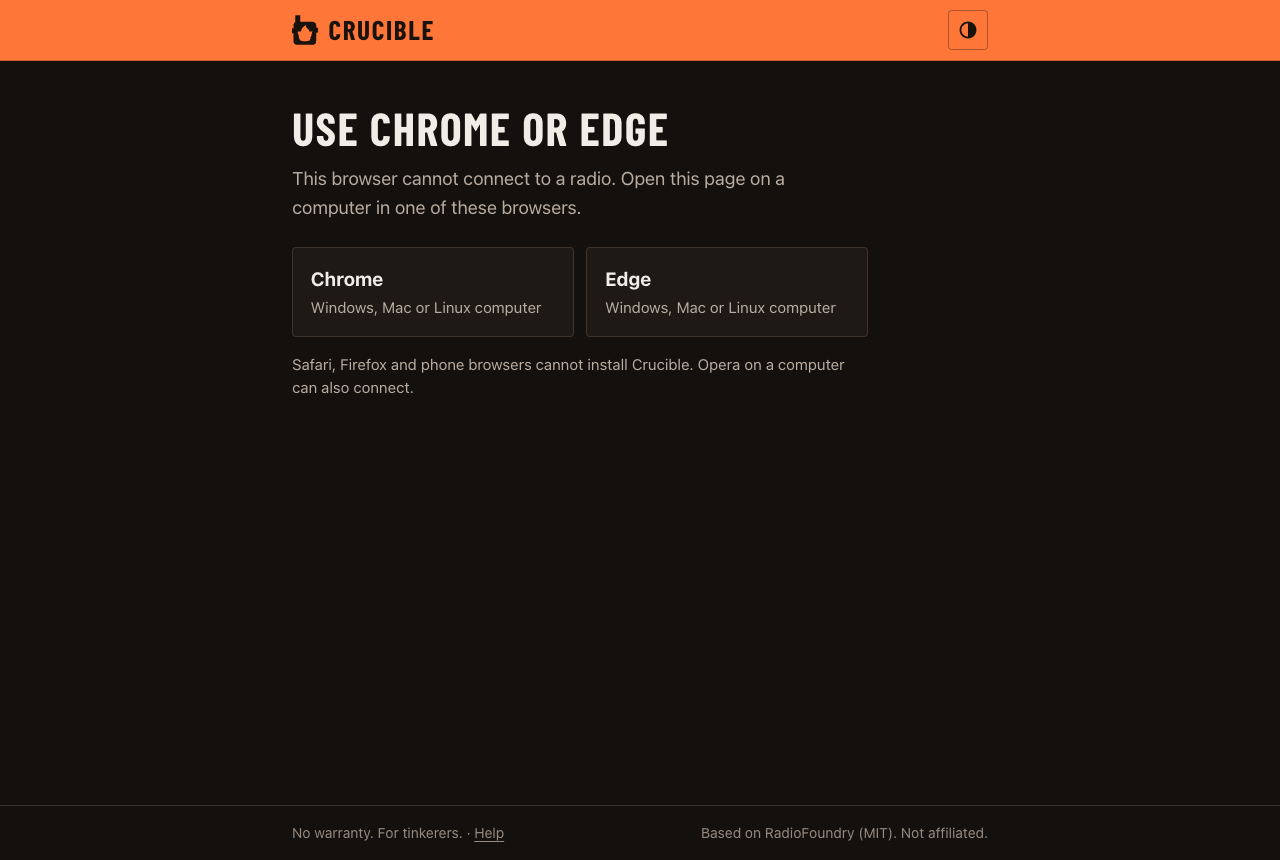 CRUCIBLE
USE CHROME OR EDGE
This browser cannot connect to a radio. Open this page on a
computer in one of these browsers.
Chrome
Windows, Mac or Linux computer
Edge
Windows, Mac or Linux computer
Safari, Firefox and phone browsers cannot install Crucible. Opera on a computer
can also connect.
No warranty. For tinkerers. · Help
Based on RadioFoundry (MIT). Not affiliated.